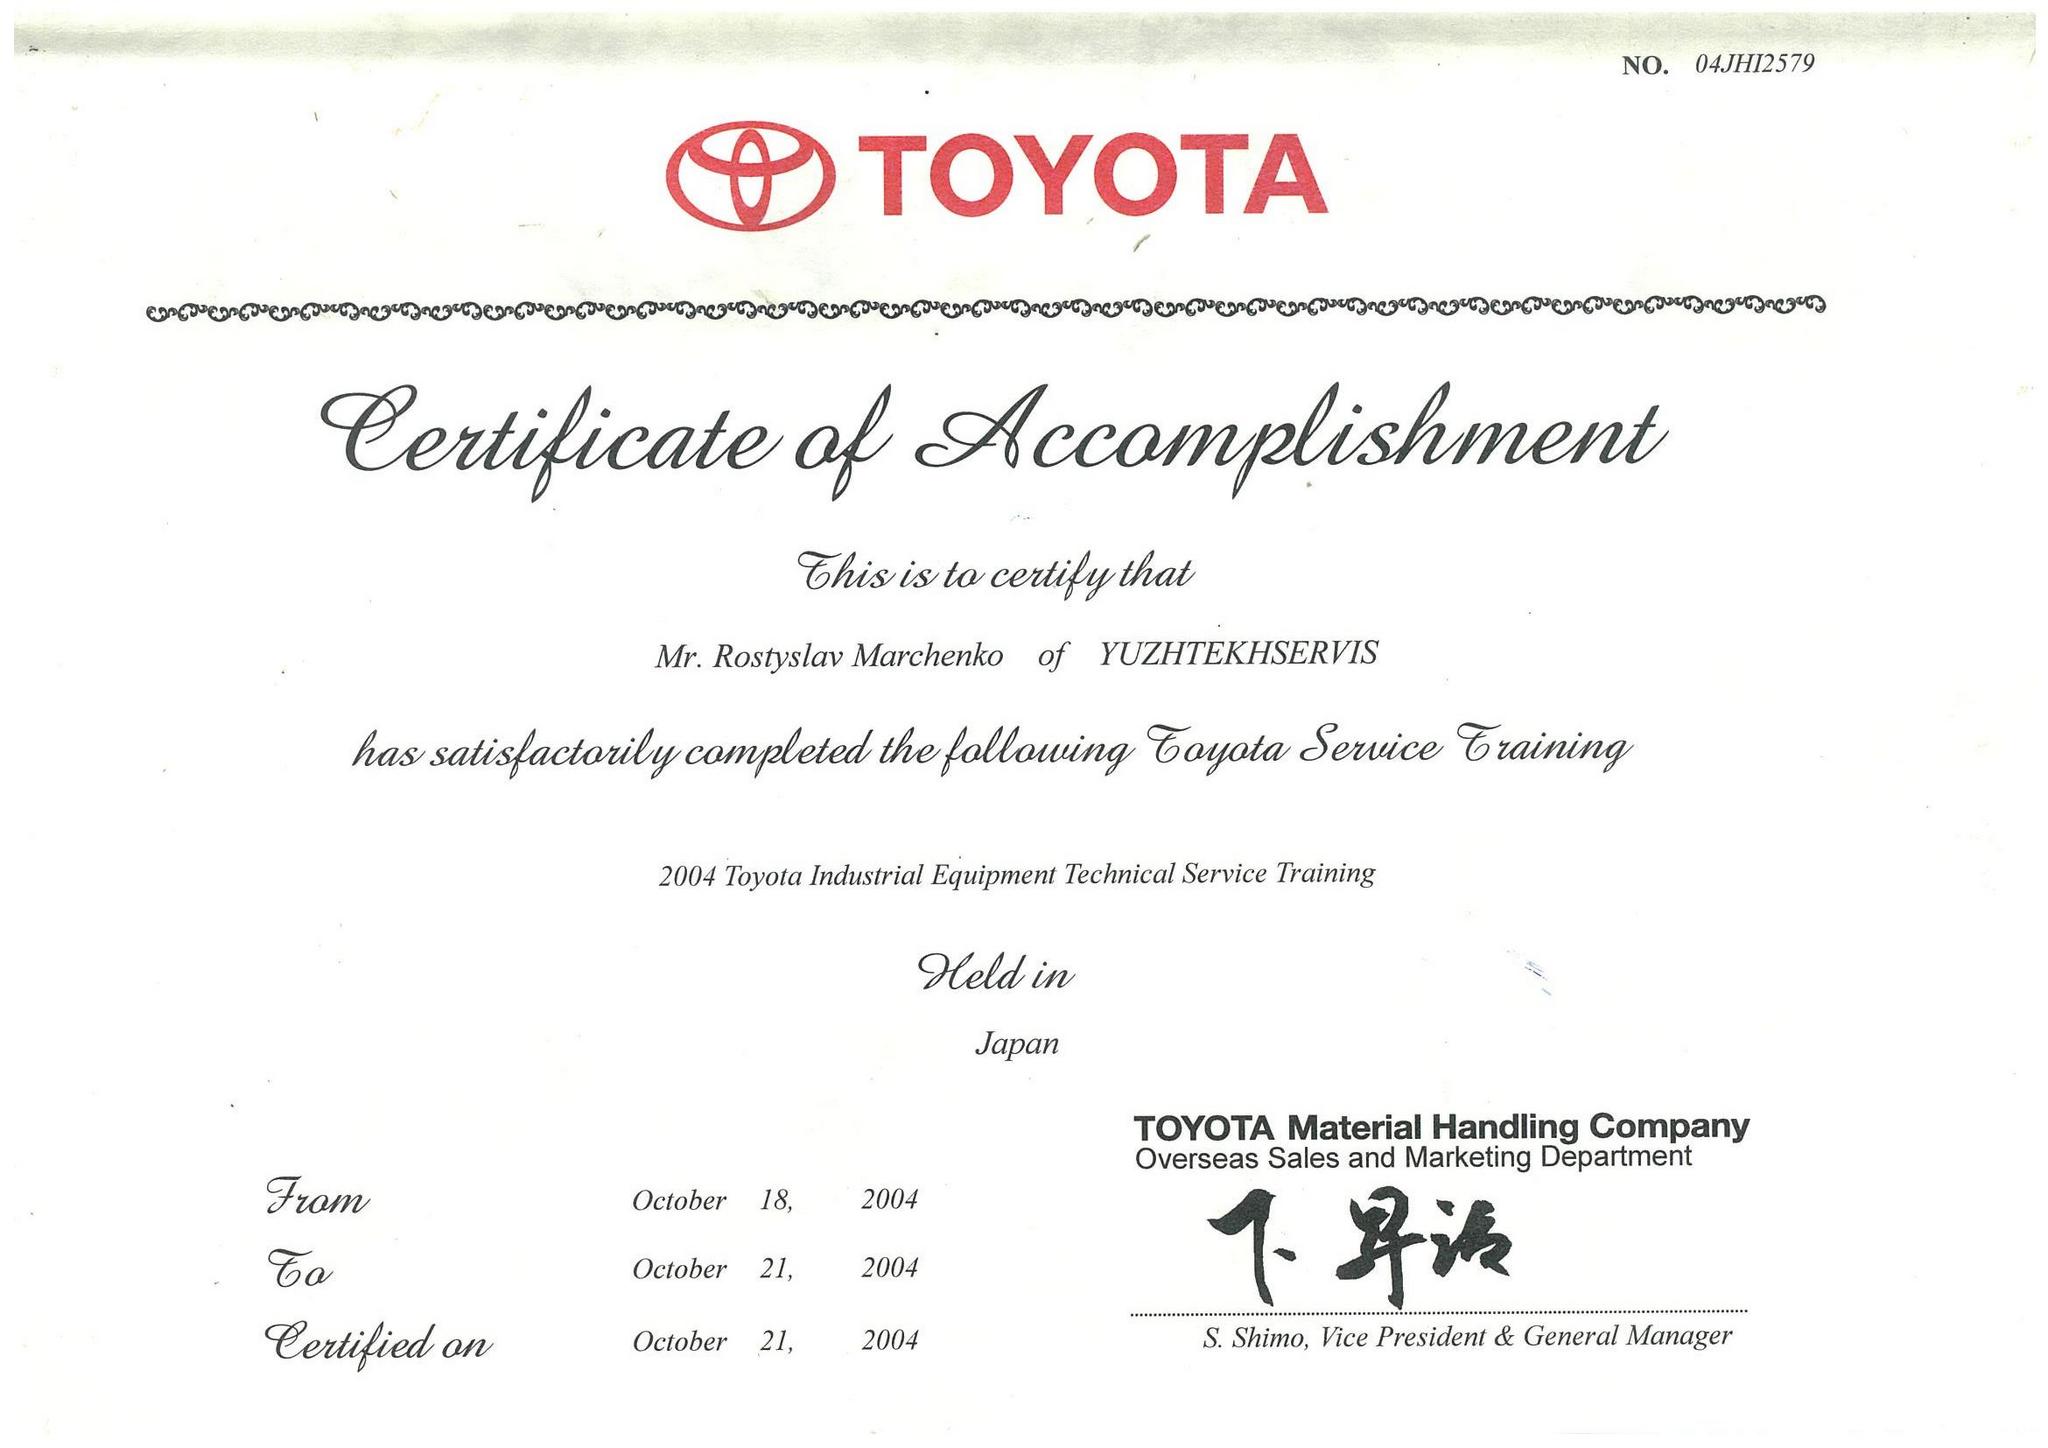 NO. 04JHI2579
TOYOTA
Certificate of Accomplishment
This is to certify that
Mr. Rostyslav Marchenko of YUZHTEKHSERVIS
has satisfactorily completed the following Toyota Service Training
2004 Toyota Industrial Equipment Technical Service Training
Held in
Japan
TOYOTA Material Handling Company
Overseas Sales and Marketing Department
From October 18, 2004
To October 21, 2004
Certified on October 21, 2004
S. Shimo, Vice President & General Manager